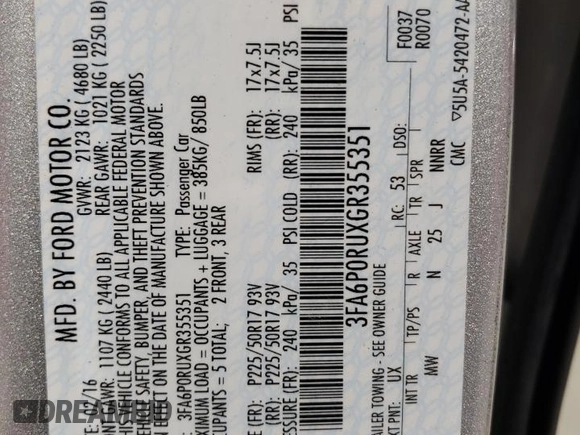 MFD. BY FORD MOTOR CO.
/16 GVWR: 2123 KG ( 4680 LB)
GAWR: 1107 KG ( 2440 LB) REAR GAWR: 1021 KG ( 2250 LB)
VEHICLE CONFORMS TO ALL APPLICABLE FEDERAL MOTOR
VEHICLE SAFETY, BUMPER, AND THEFT PREVENTION STANDARDS
IN EFFECT ON THE DATE OF MANUFACTURE SHOWN ABOVE.
3FA6P0RUXGR355351 TYPE: Passenger Car
MAXIMUM LOAD = OCCUPANTS + LUGGAGE = 385KG/ 850LB
OCCUPANTS = 5 TOTAL; 2 FRONT, 3 REAR
(FR): P225/50R17 93V RIMS (FR): 17x7.5J
(RR): P225/50R17 93V (RR): 17x7.5J
PRESSURE (FR): 240 kPa/ 35 PSI COLD (RR): 240 kPa/ 35 PSI
3FA6P0RUXGR355351
TRAILER TOWING - SEE OWNER GUIDE
F0037
R0070
EXT PNT: UX RC: 53 DSO:
INT TR TP/PS R AXLE TR SPR
MW N 25 J NNRR
CMC 5U5A-5420472-AA
DREAMBID